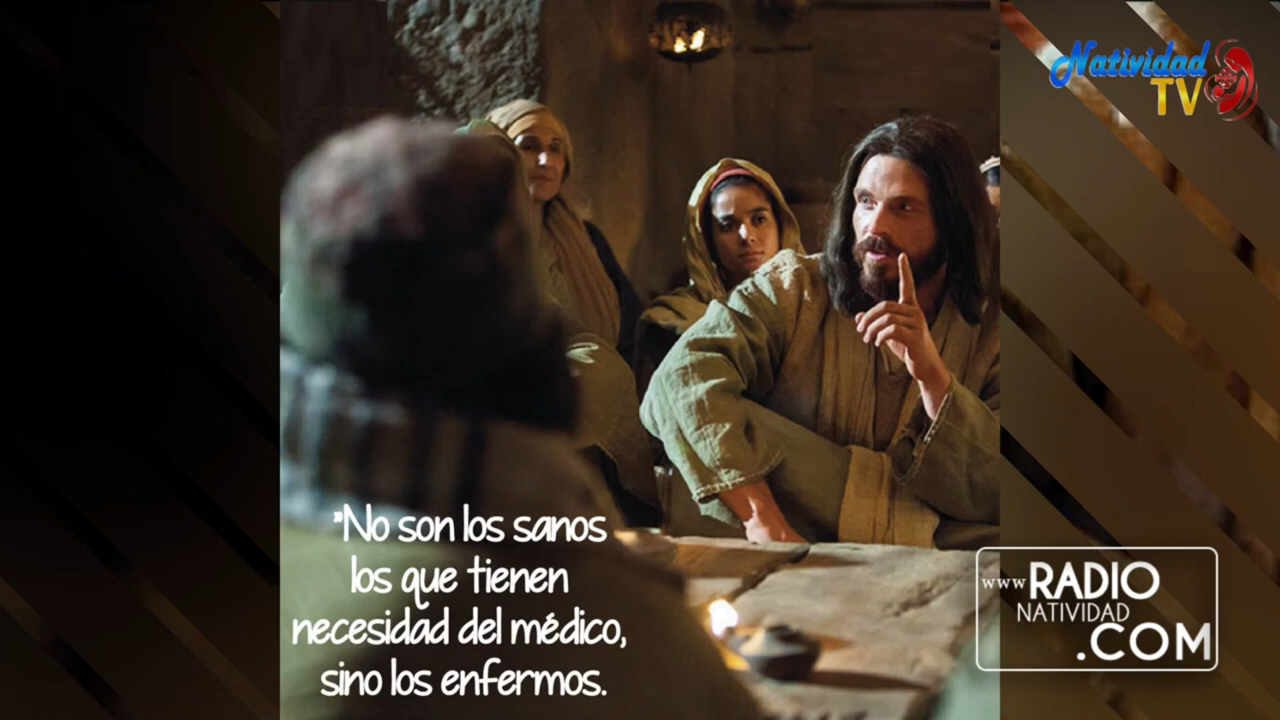 Natividad
TV
"No son los sanos
los que tienen
necesidad del médico,
sino los enfermos.
www RADIO
NATIVIDAD
.COM